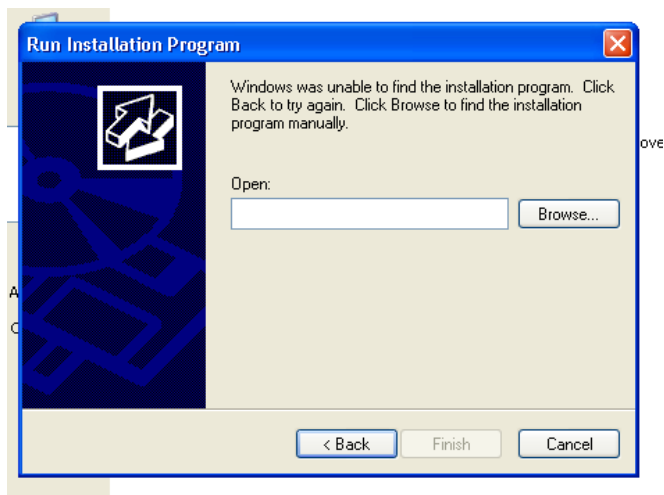 Run Installation Program
Windows was unable to find the installation program. Click
Back to try again. Click Browse to find the installation
program manually.
ove
Open:
Browse...
A
< Back
Finish
Cancel